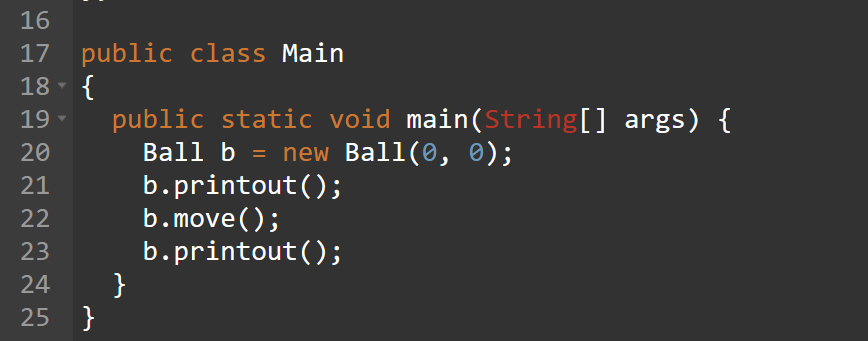 16
17 public class Main
18 {
19 public static void main(String[] args) {
20 Ball b = new Ball(0, 0);
21 b.printout();
22 b.move();
23 b.printout();
24 }
25 }